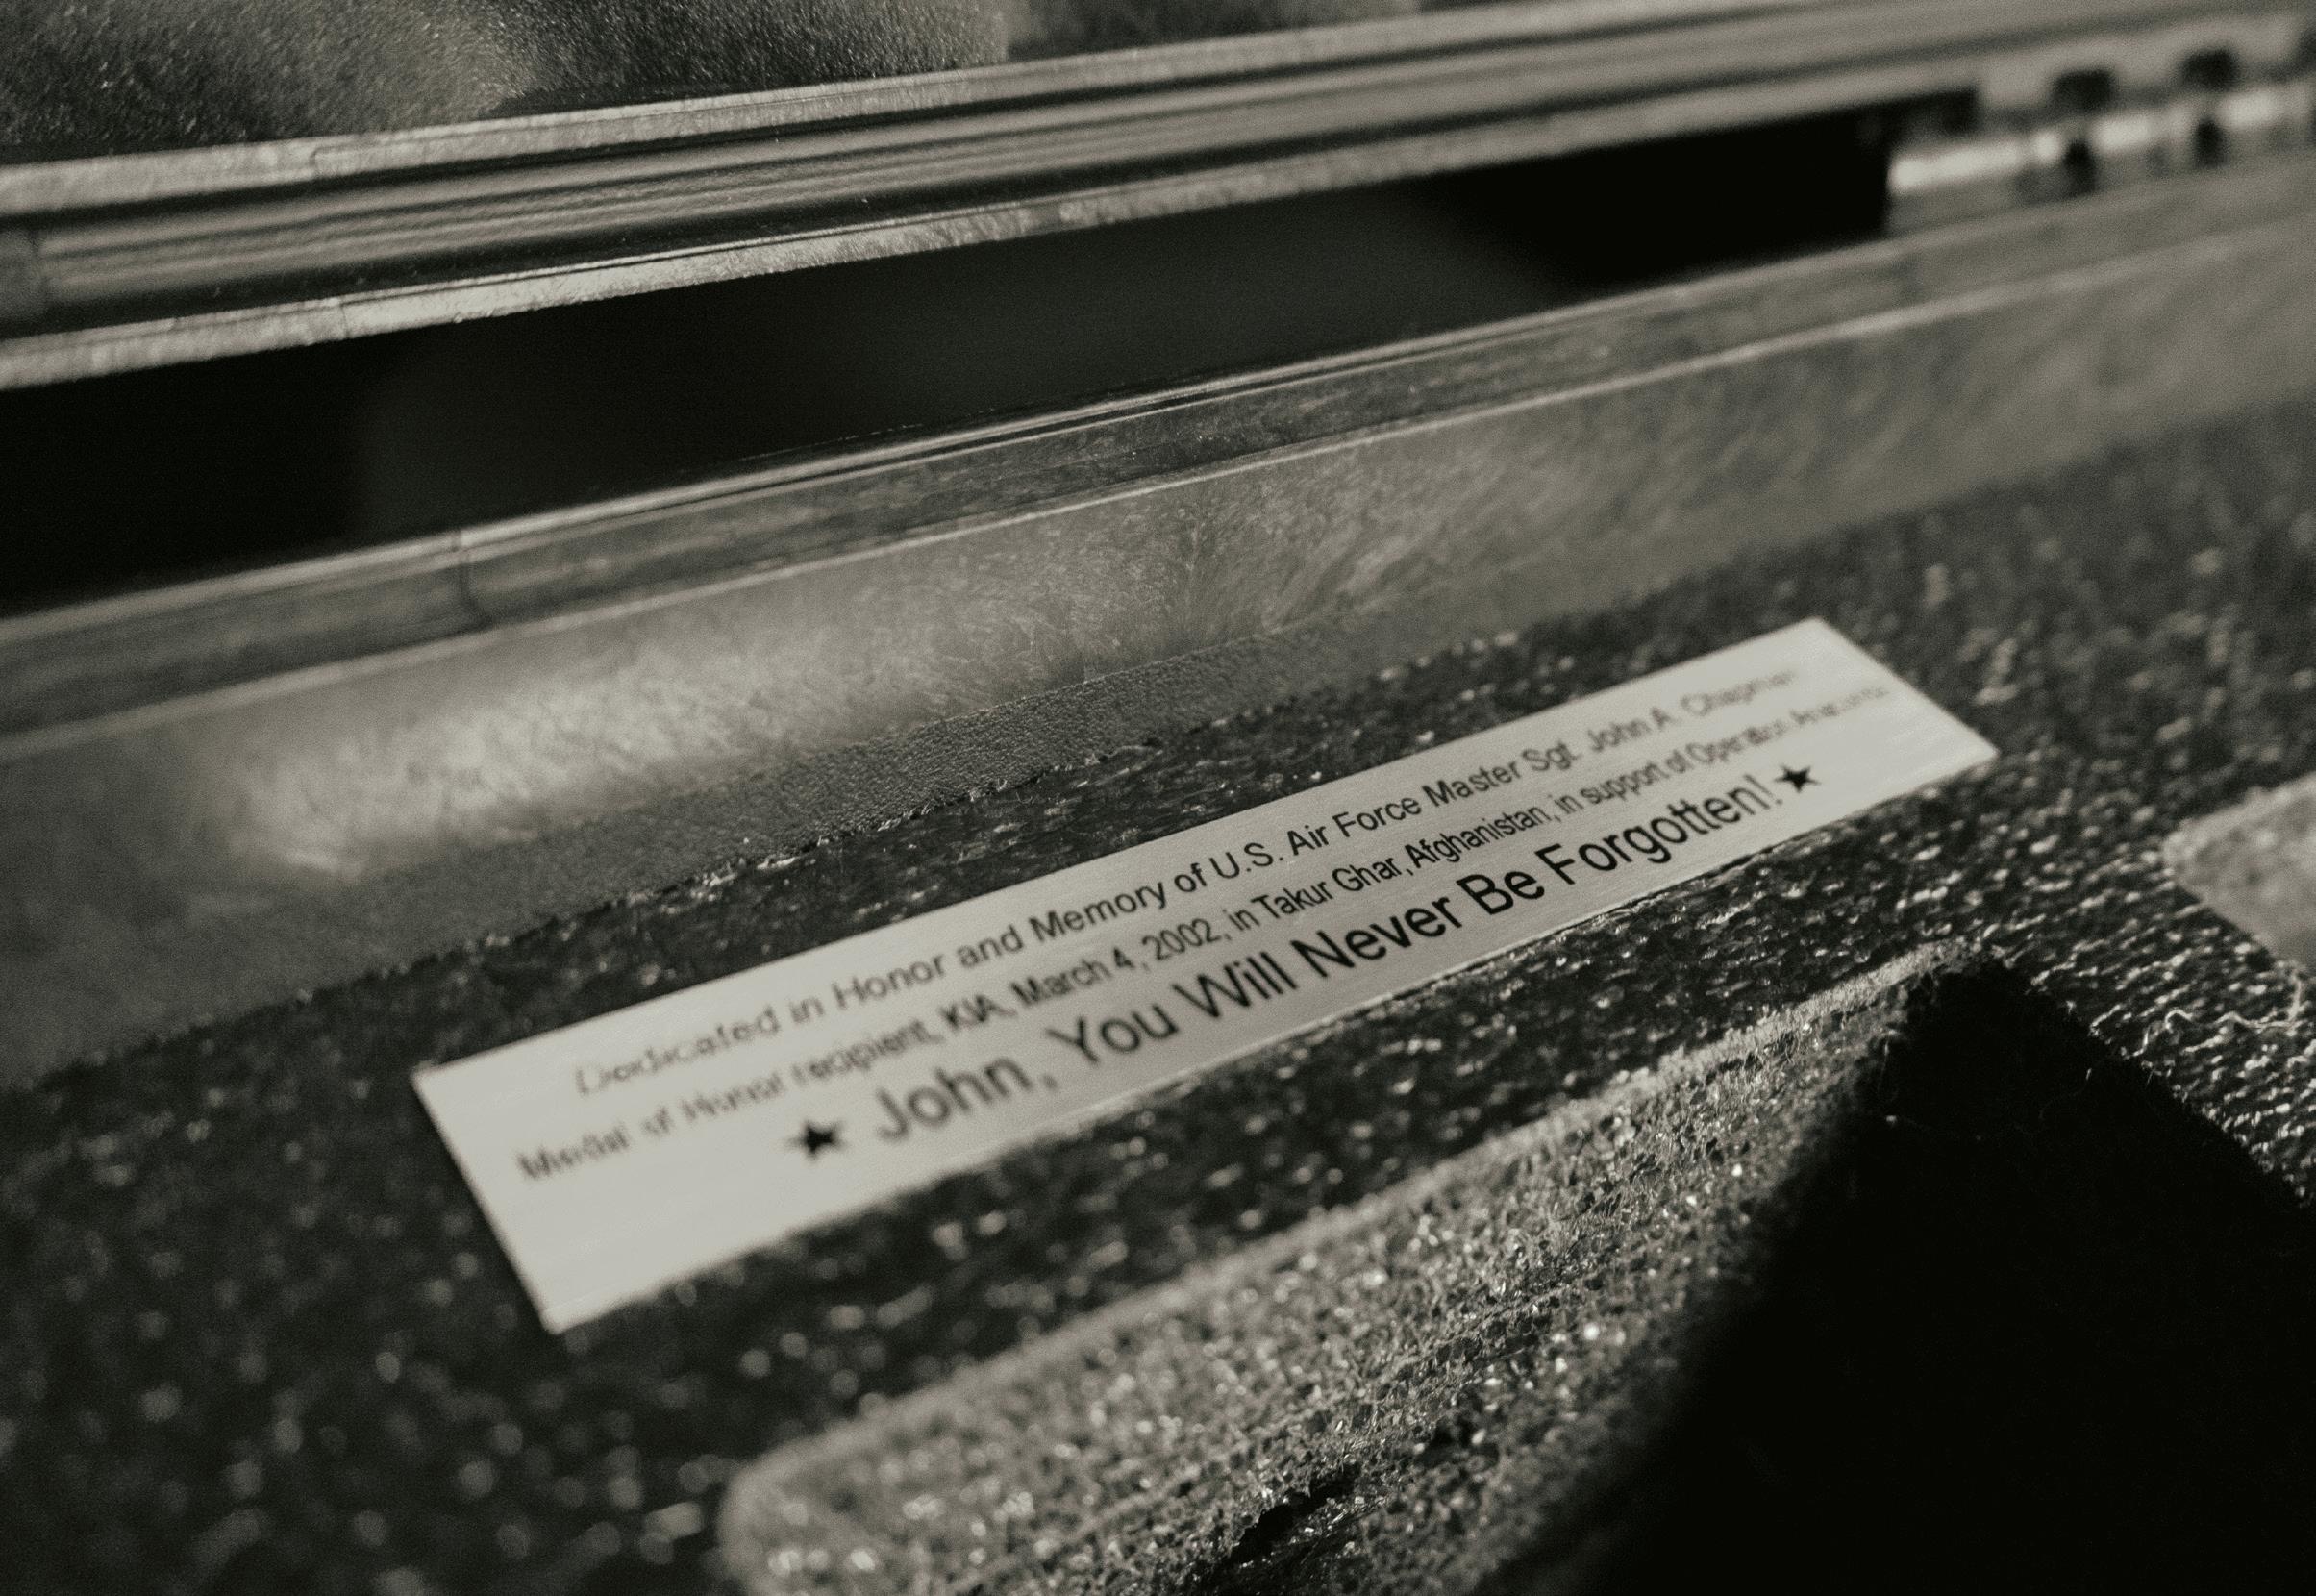 Dedicated in Honor and Memory of U.S. Air Force Master Sgt. John A. Chapman
Medal of Honor recipient, KIA, March 4, 2002, in Takur Ghar, Afghanistan, in support of Operation Anaconda
★ John, You Will Never Be Forgotten! ★